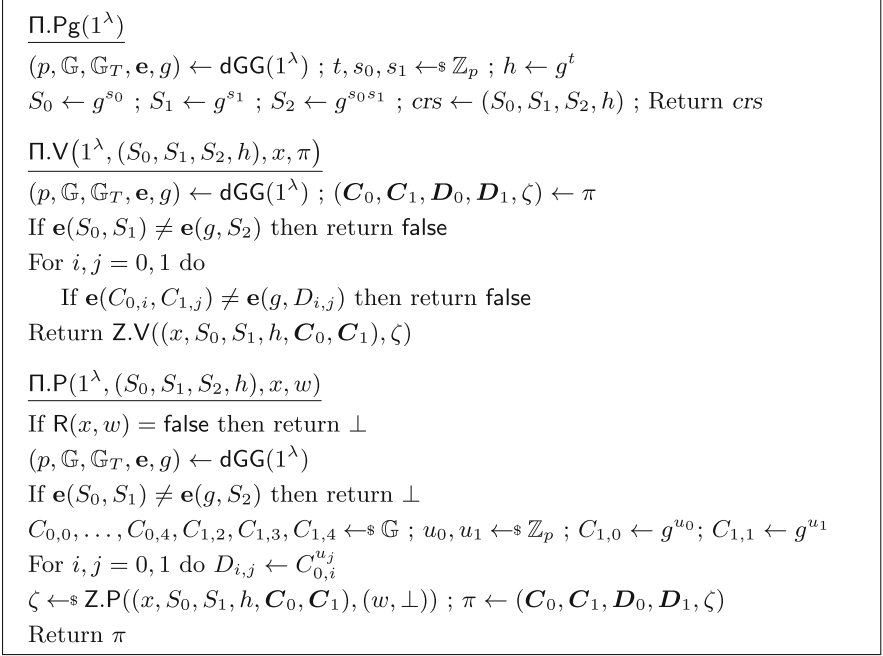 Π.Pg(1^λ)
(p, 𝔾, 𝔾_T, e, g) ← dGG(1^λ) ; t, s_0, s_1 ←$ ℤ_p ; h ← g^t
S_0 ← g^{s_0} ; S_1 ← g^{s_1} ; S_2 ← g^{s_0 s_1} ; crs ← (S_0, S_1, S_2, h) ; Return crs
Π.V(1^λ, (S_0, S_1, S_2, h), x, π)
(p, 𝔾, 𝔾_T, e, g) ← dGG(1^λ) ; (C_0, C_1, D_0, D_1, ζ) ← π
If e(S_0, S_1) ≠ e(g, S_2) then return false
For i, j = 0, 1 do
If e(C_{0,i}, C_{1,j}) ≠ e(g, D_{i,j}) then return false
Return Z.V((x, S_0, S_1, h, C_0, C_1), ζ)
Π.P(1^λ, (S_0, S_1, S_2, h), x, w)
If R(x, w) = false then return ⊥
(p, 𝔾, 𝔾_T, e, g) ← dGG(1^λ)
If e(S_0, S_1) ≠ e(g, S_2) then return ⊥
C_{0,0}, . . . , C_{0,4}, C_{1,2}, C_{1,3}, C_{1,4} ←$ 𝔾 ; u_0, u_1 ←$ ℤ_p ; C_{1,0} ← g^{u_0}; C_{1,1} ← g^{u_1}
For i, j = 0, 1 do D_{i,j} ← C_{0,i}^{u_j}
ζ ←$ Z.P((x, S_0, S_1, h, C_0, C_1), (w, ⊥)) ; π ← (C_0, C_1, D_0, D_1, ζ)
Return π